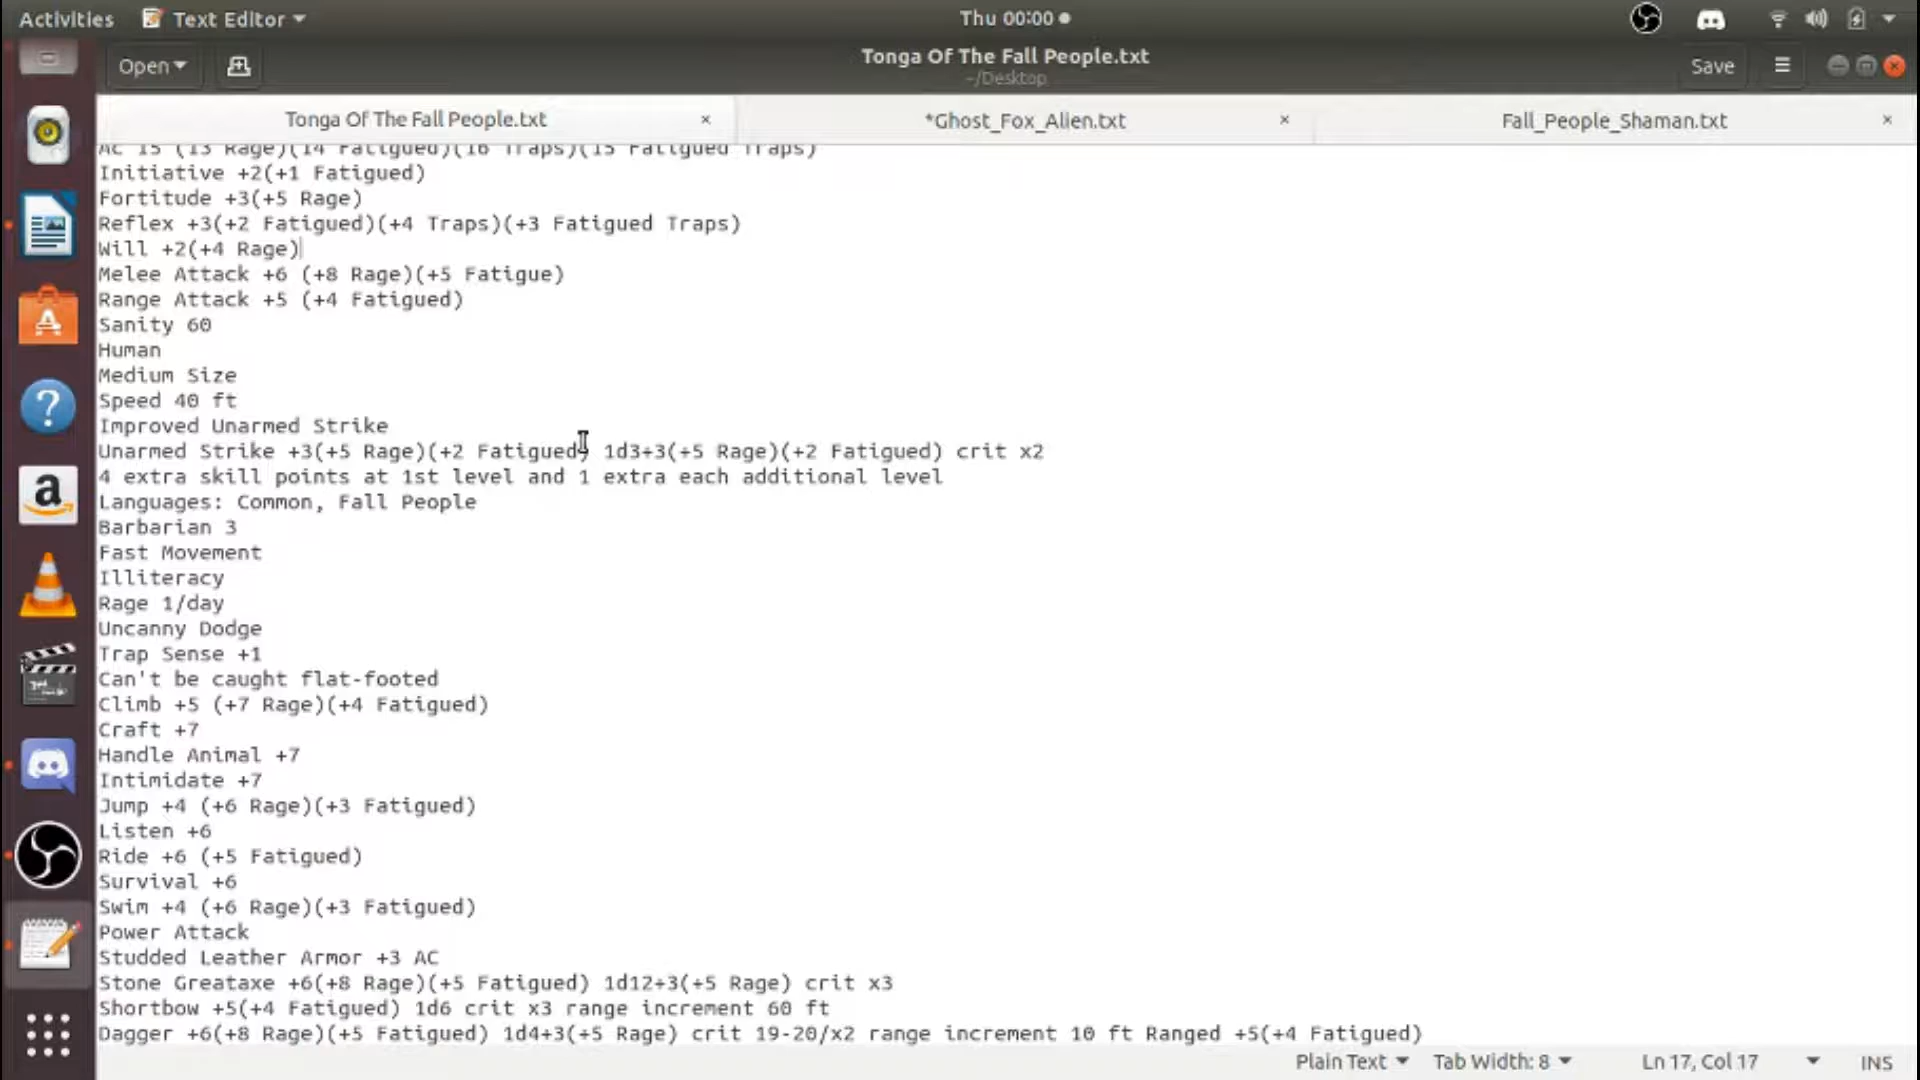 Activities
Text Editor
Thu 00:00
Open
Tonga Of The Fall People.txt
~/Desktop
Save
Tonga Of The Fall People.txt
*Ghost_Fox_Alien.txt
Fall_People_Shaman.txt
AC 15 (13 Rage)(14 Fatigued)(16 Traps)(15 Fatigued Traps)
Initiative +2(+1 Fatigued)
Fortitude +3(+5 Rage)
Reflex +3(+2 Fatigued)(+4 Traps)(+3 Fatigued Traps)
Will +2(+4 Rage)
Melee Attack +6 (+8 Rage)(+5 Fatigue)
Range Attack +5 (+4 Fatigued)
Sanity 60
Human
Medium Size
Speed 40 ft
Improved Unarmed Strike
Unarmed Strike +3(+5 Rage)(+2 Fatigued) 1d3+3(+5 Rage)(+2 Fatigued) crit x2
4 extra skill points at 1st level and 1 extra each additional level
Languages: Common, Fall People
Barbarian 3
Fast Movement
Illiteracy
Rage 1/day
Uncanny Dodge
Trap Sense +1
Can't be caught flat-footed
Climb +5 (+7 Rage)(+4 Fatigued)
Craft +7
Handle Animal +7
Intimidate +7
Jump +4 (+6 Rage)(+3 Fatigued)
Listen +6
Ride +6 (+5 Fatigued)
Survival +6
Swim +4 (+6 Rage)(+3 Fatigued)
Power Attack
Studded Leather Armor +3 AC
Stone Greataxe +6(+8 Rage)(+5 Fatigued) 1d12+3(+5 Rage) crit x3
Shortbow +5(+4 Fatigued) 1d6 crit x3 range increment 60 ft
Dagger +6(+8 Rage)(+5 Fatigued) 1d4+3(+5 Rage) crit 19-20/x2 range increment 10 ft Ranged +5(+4 Fatigued)
Plain Text
Tab Width: 8
Ln 17, Col 17
INS